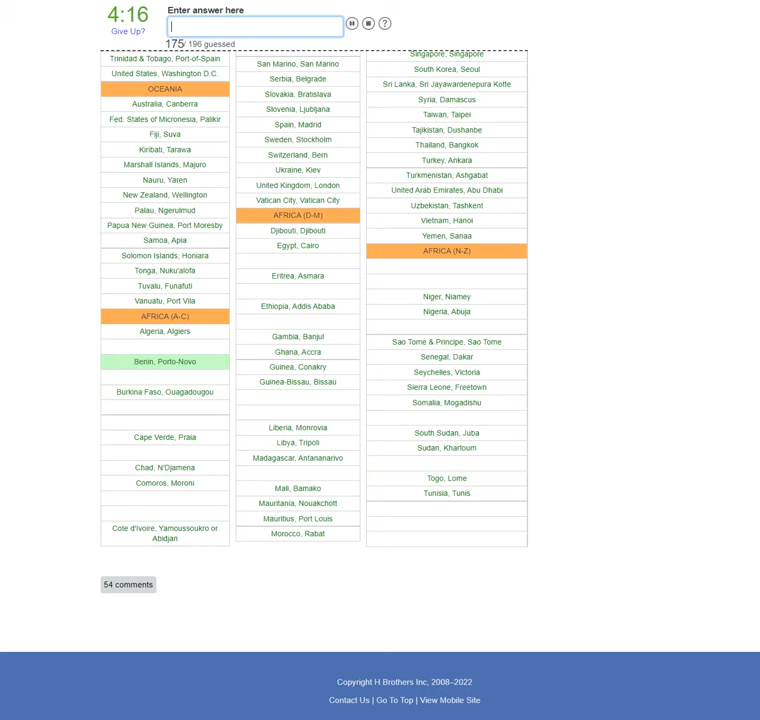 4:16
Give Up?
Enter answer here
175/ 196 guessed
Trinidad & Tobago, Port-of-Spain
United States, Washington D.C.
OCEANIA
Australia, Canberra
Fed. States of Micronesia, Palikir
Fiji, Suva
Kiribati, Tarawa
Marshall Islands, Majuro
Nauru, Yaren
New Zealand, Wellington
Palau, Ngerulmud
Papua New Guinea, Port Moresby
Samoa, Apia
Solomon Islands, Honiara
Tonga, Nuku'alofa
Tuvalu, Funafuti
Vanuatu, Port Vila
AFRICA (A-C)
Algeria, Algiers
Benin, Porto-Novo
Burkina Faso, Ouagadougou
Cape Verde, Praia
Chad, N'Djamena
Comoros, Moroni
Cote d'Ivoire, Yamoussoukro or
Abidjan
San Marino, San Marino
Serbia, Belgrade
Slovakia, Bratislava
Slovenia, Ljubljana
Spain, Madrid
Sweden, Stockholm
Switzerland, Bern
Ukraine, Kiev
United Kingdom, London
Vatican City, Vatican City
AFRICA (D-M)
Djibouti, Djibouti
Egypt, Cairo
Eritrea, Asmara
Ethiopia, Addis Ababa
Gambia, Banjul
Ghana, Accra
Guinea, Conakry
Guinea-Bissau, Bissau
Liberia, Monrovia
Libya, Tripoli
Madagascar, Antananarivo
Mali, Bamako
Mauritania, Nouakchott
Mauritius, Port Louis
Morocco, Rabat
Singapore, Singapore
South Korea, Seoul
Sri Lanka, Sri Jayawardenepura Kotte
Syria, Damascus
Taiwan, Taipei
Tajikistan, Dushanbe
Thailand, Bangkok
Turkey, Ankara
Turkmenistan, Ashgabat
United Arab Emirates, Abu Dhabi
Uzbekistan, Tashkent
Vietnam, Hanoi
Yemen, Sanaa
AFRICA (N-Z)
Niger, Niamey
Nigeria, Abuja
Sao Tome & Principe, Sao Tome
Senegal, Dakar
Seychelles, Victoria
Sierra Leone, Freetown
Somalia, Mogadishu
South Sudan, Juba
Sudan, Khartoum
Togo, Lome
Tunisia, Tunis
54 comments
Copyright H Brothers Inc, 2008–2022
Contact Us | Go To Top | View Mobile Site